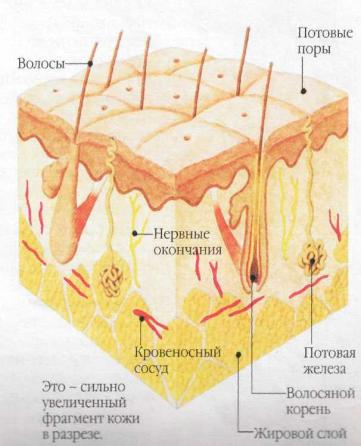 Потовые
поры
Волосы
Нервные
окончания
Кровеносный
сосуд
Потовая
железа
Волосяной
корень
Жировой слой
Это – сильно
увеличенный
фрагмент кожи
в разрезе.